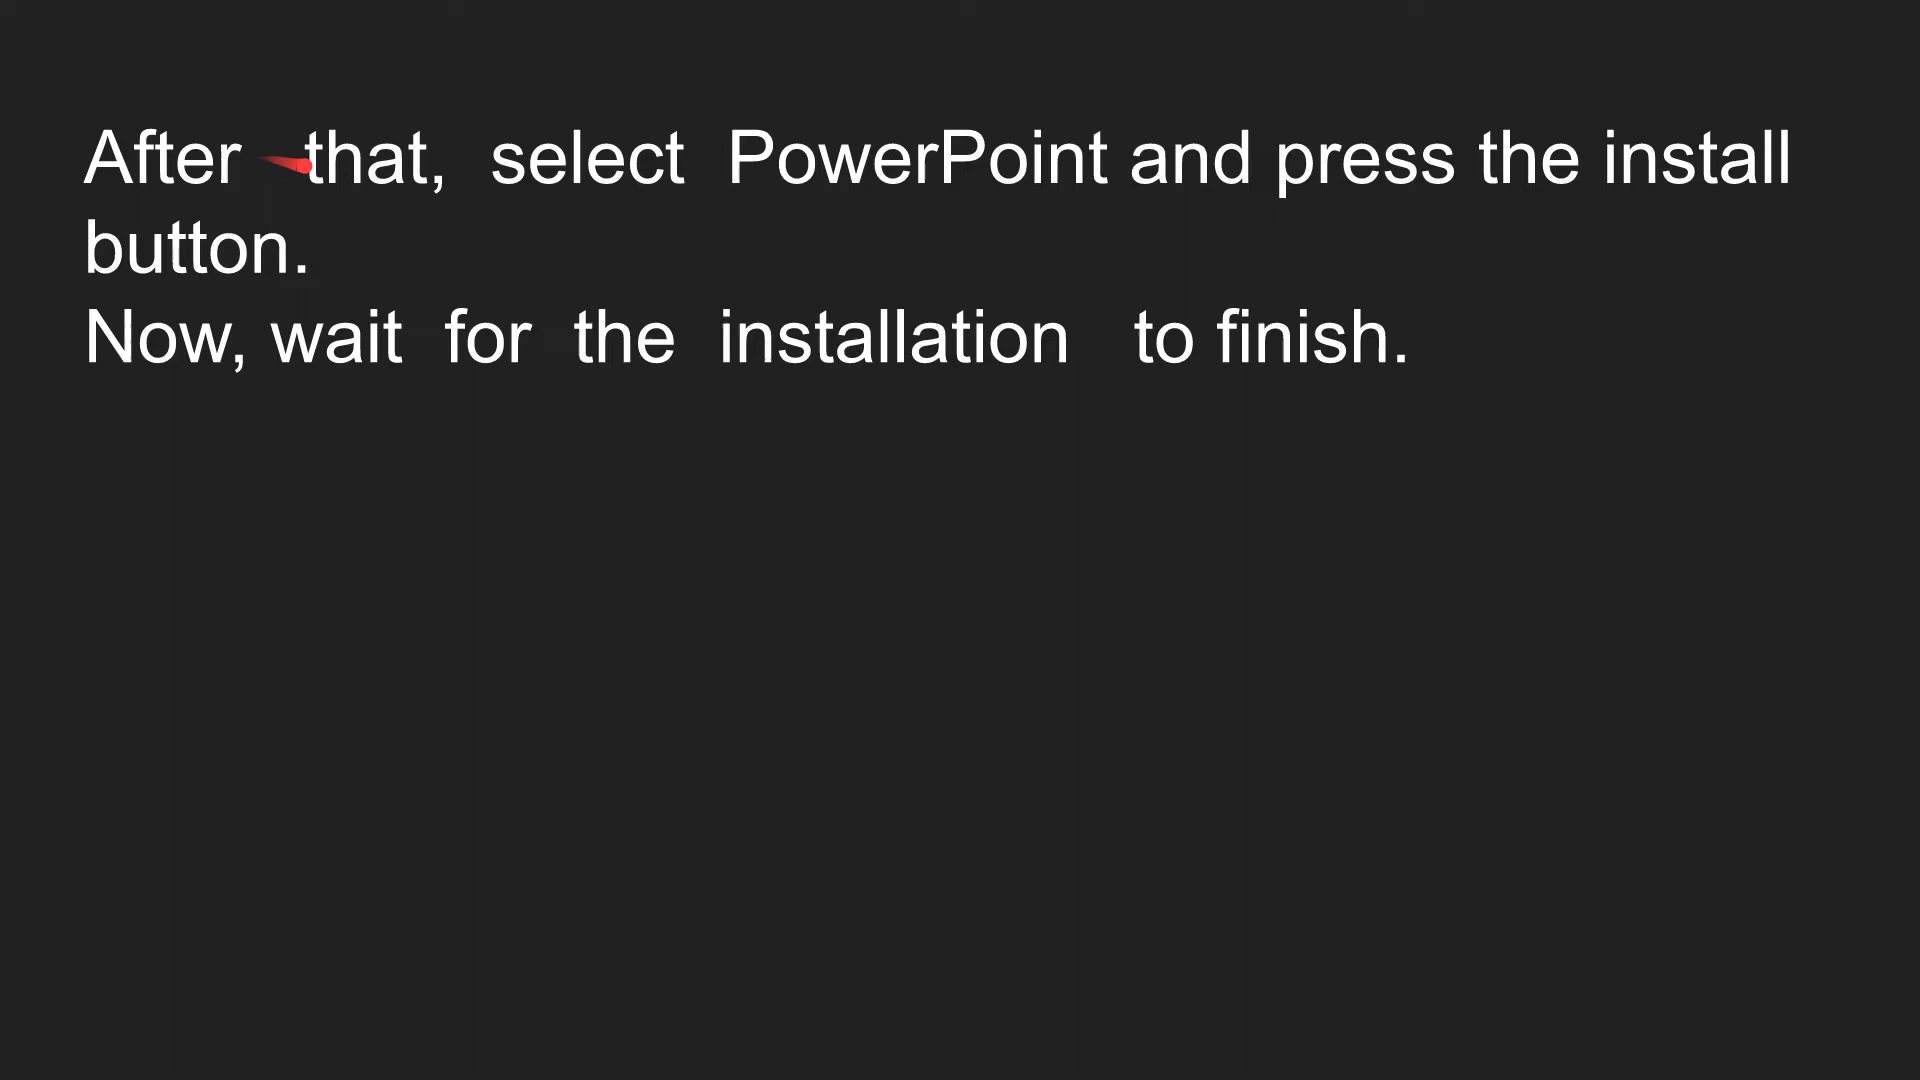 After that, select PowerPoint and press the install
button.
Now, wait for the installation to finish.